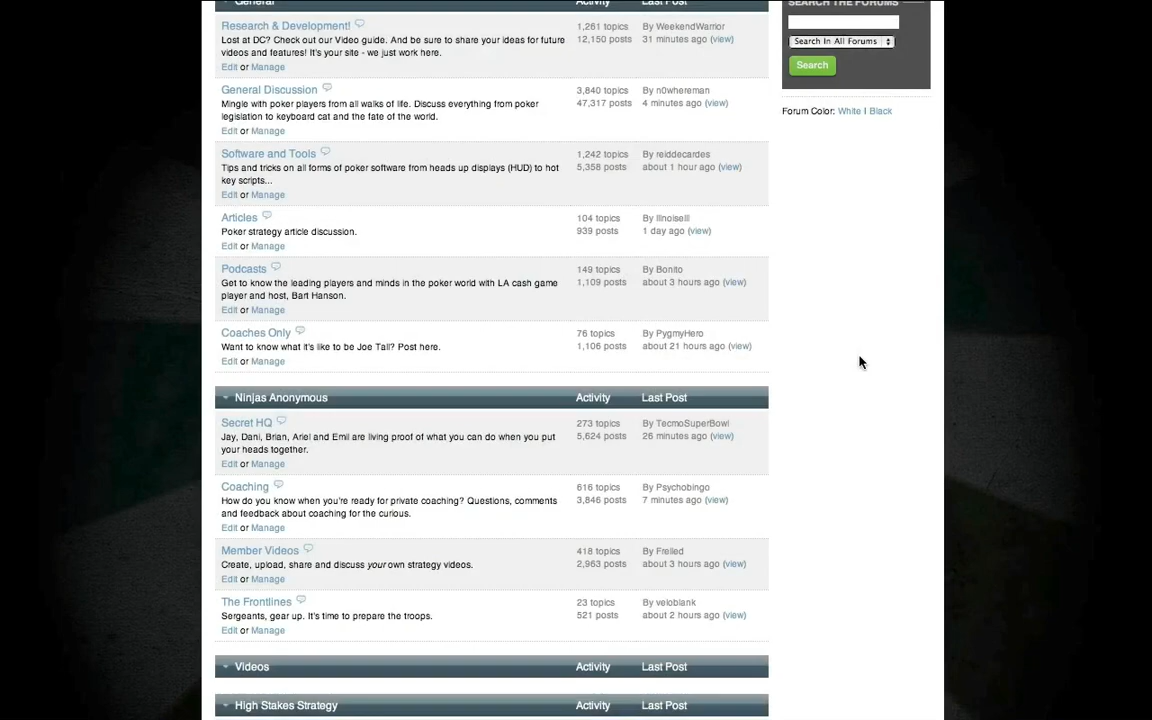 General Activity Last Post
SEARCH THE FORUMS
Research & Development! 1,261 topics By WeekendWarrior
Lost at DC? Check out our Video guide. And be sure to share your ideas for future 12,150 posts 31 minutes ago (view)
videos and features! It's your site - we just work here.
Edit or Manage
Search In All Forums
Search
Forum Color: White | Black
General Discussion 3,840 topics By n0whereman
Mingle with poker players from all walks of life. Discuss everything from poker 47,317 posts 4 minutes ago (view)
legislation to keyboard cat and the fate of the world.
Edit or Manage
Software and Tools 1,242 topics By reiddecardes
Tips and tricks on all forms of poker software from heads up displays (HUD) to hot 5,358 posts about 1 hour ago (view)
key scripts...
Edit or Manage
Articles 104 topics By
Poker strategy article discussion. 939 posts 1 day ago (view)
Edit or Manage
Podcasts 149 topics By Bonito
Get to know the leading players and minds in the poker world with LA cash game 1,109 posts about 3 hours ago (view)
player and host, Bart Hanson.
Edit or Manage
Coaches Only 76 topics By PygmyHero
Want to know what it's like to be Joe Tall? Post here. 1,106 posts about 21 hours ago (view)
Edit or Manage
Ninjas Anonymous Activity Last Post
Secret HQ 273 topics By TecmoSuperBowl
Jay, Dani, Brian, Ariel and Emil are living proof of what you can do when you put 5,624 posts 26 minutes ago (view)
your heads together.
Edit or Manage
Coaching 616 topics By Psychobingo
How do you know when you're ready for private coaching? Questions, comments 3,846 posts 7 minutes ago (view)
and feedback about coaching for the curious.
Edit or Manage
Member Videos 418 topics By Freiled
Create, upload, share and discuss your own strategy videos. 2,963 posts about 3 hours ago (view)
Edit or Manage
The Frontlines 23 topics By veloblank
Sergeants, gear up. It's time to prepare the troops. 521 posts about 2 hours ago (view)
Edit or Manage
Videos Activity Last Post
High Stakes Strategy Activity Last Post